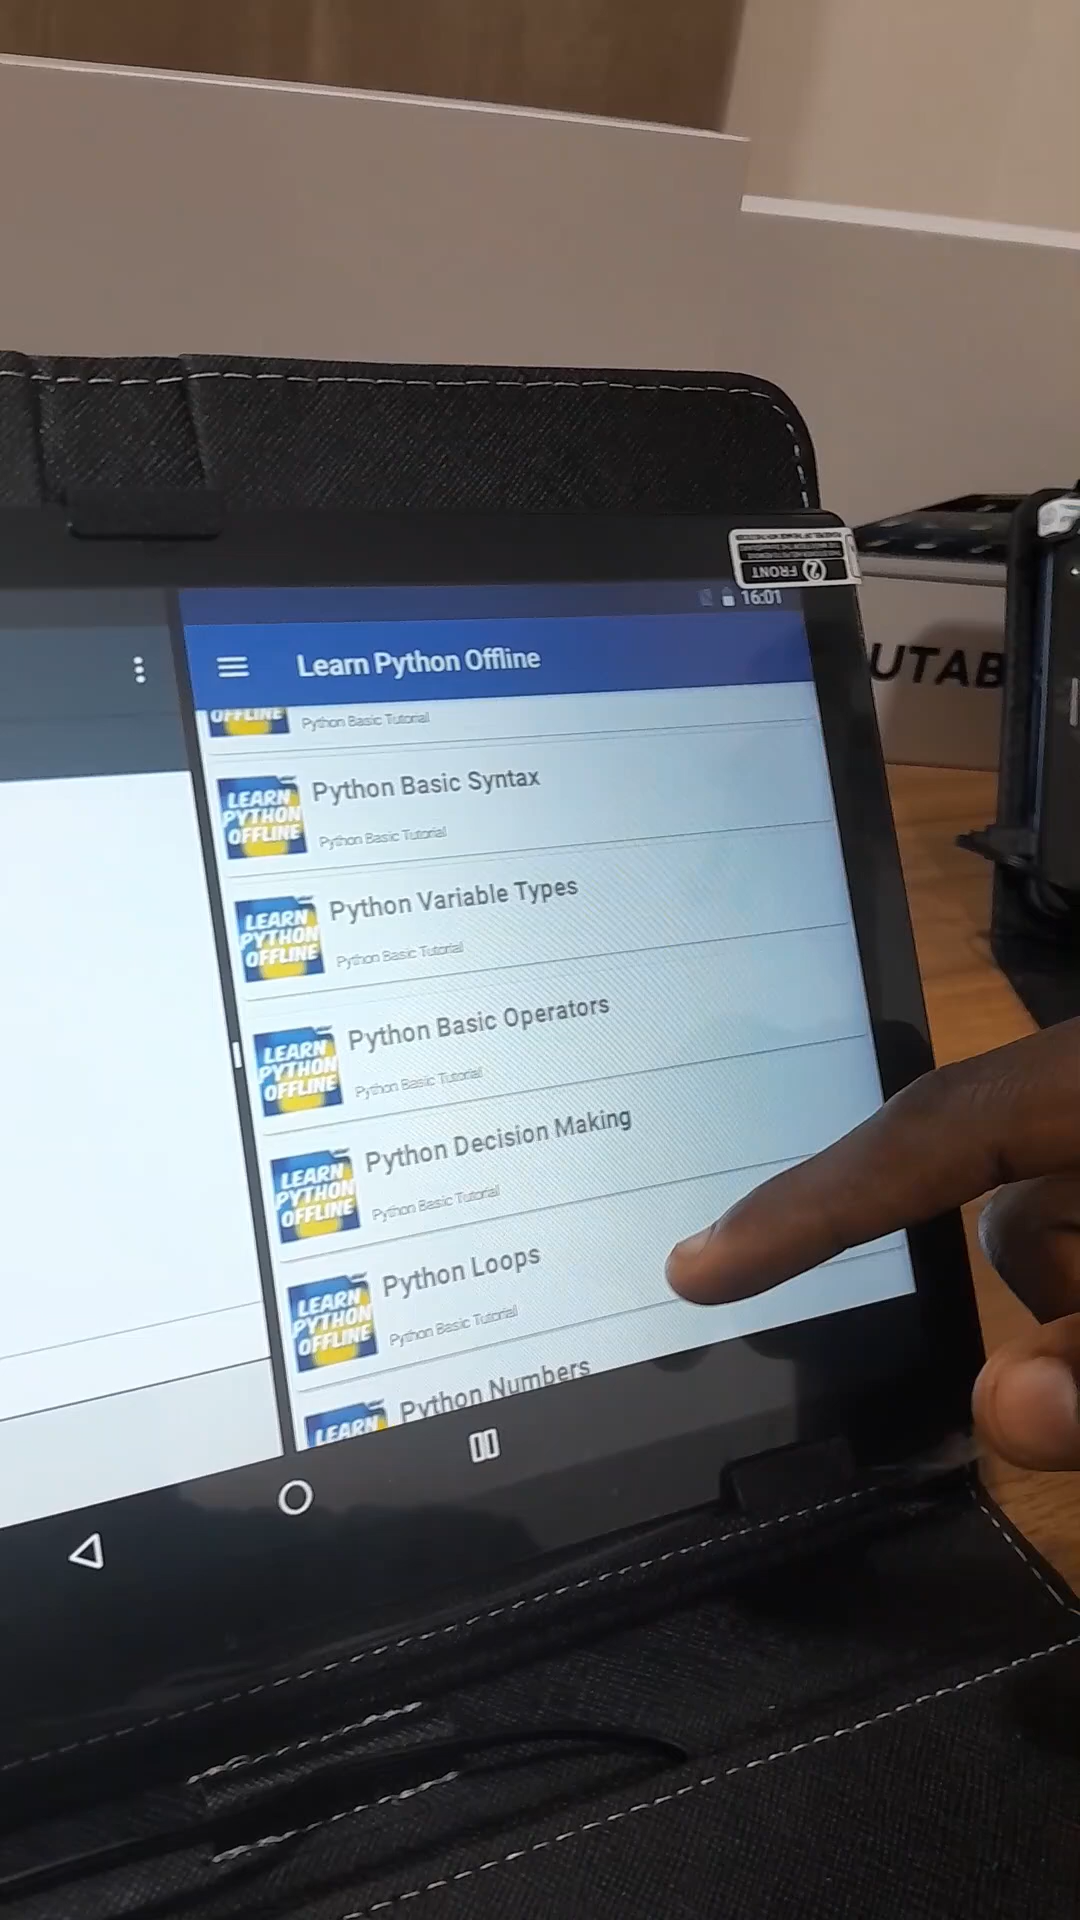 FRONT 2
16:01
Learn Python Offline
UTAB
OFFLINE
Python Basic Tutorial
LEARN
PYTHON
OFFLINE
Python Basic Syntax
Python Basic Tutorial
LEARN
PYTHON
OFFLINE
Python Variable Types
Python Basic Tutorial
LEARN
PYTHON
OFFLINE
Python Basic Operators
Python Basic Tutorial
LEARN
PYTHON
OFFLINE
Python Decision Making
Python Basic Tutorial
LEARN
PYTHON
OFFLINE
Python Loops
Python Basic Tutorial
LEARN
Python Numbers